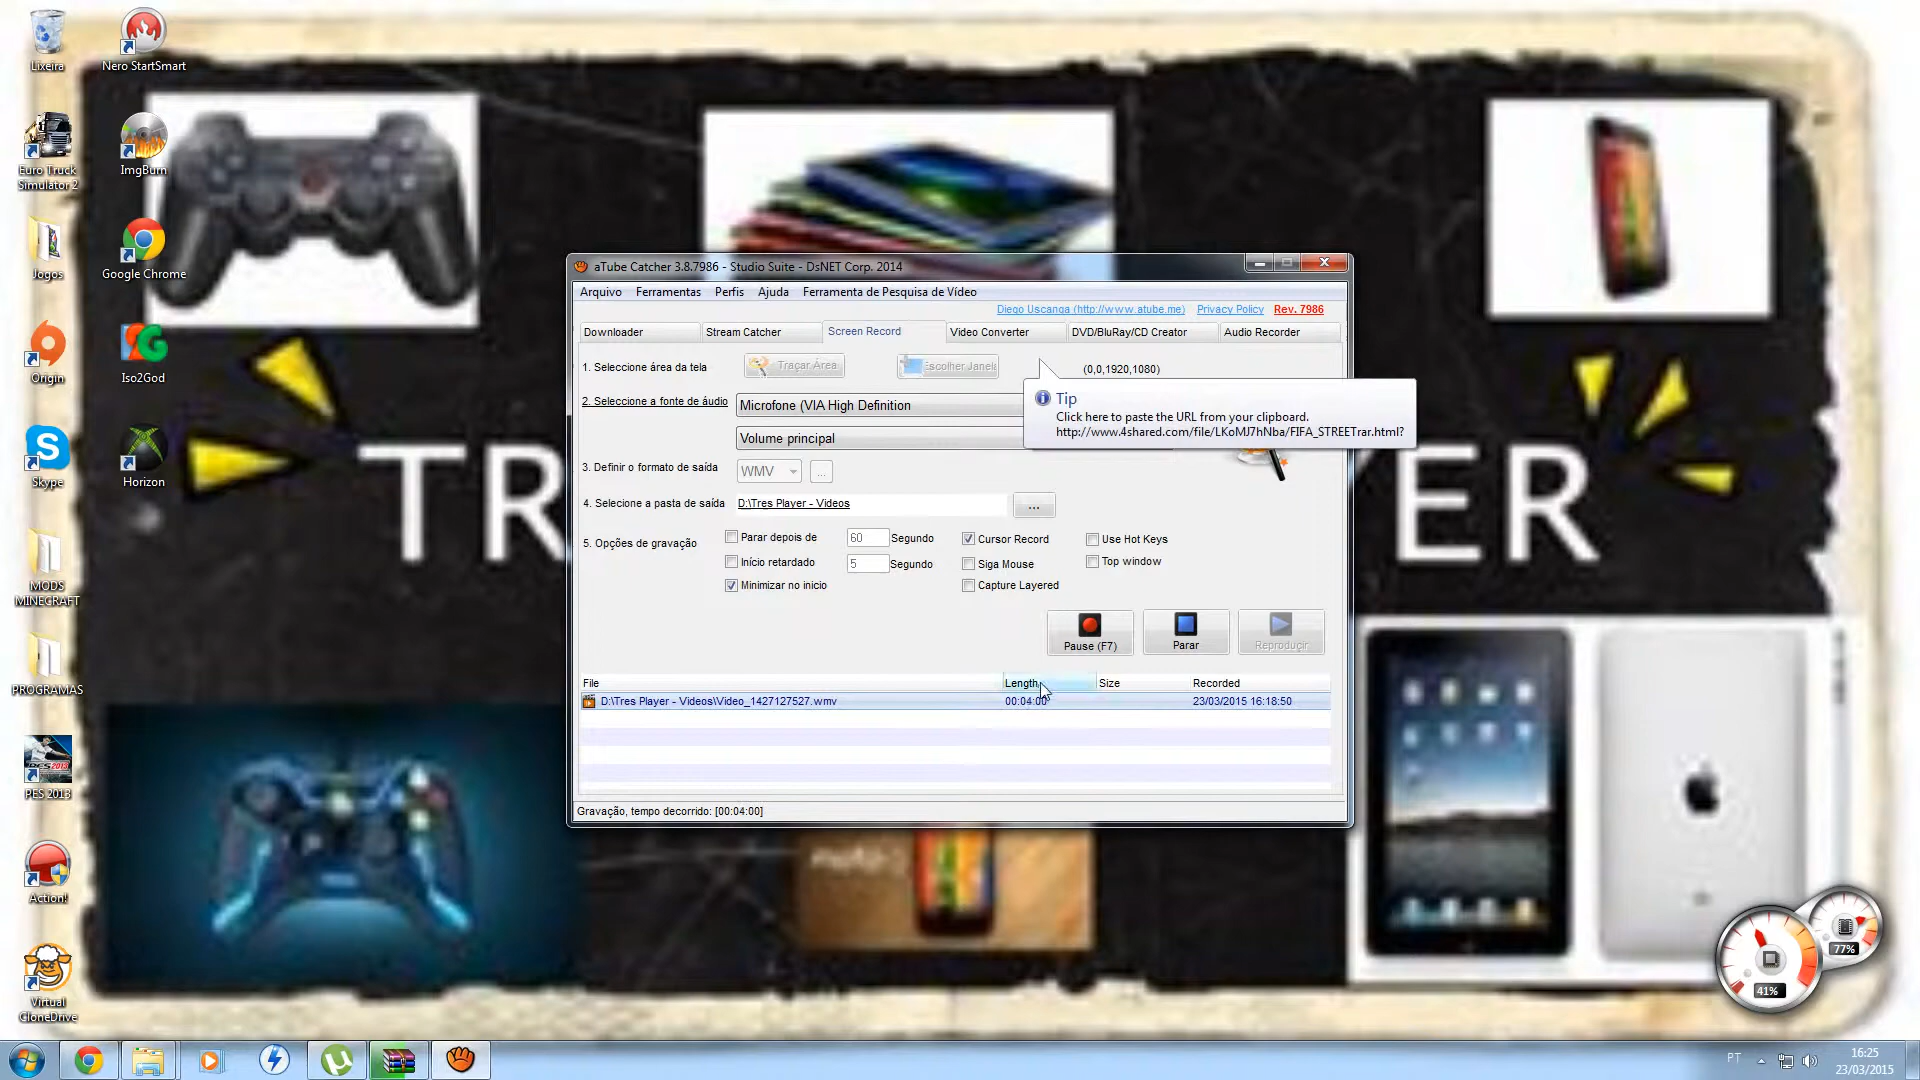 Lixeira
Nero StartSmart
Euro Truck
Simulator 2
ImgBurn
Jogos
Google Chrome
Origin
Iso2God
Skype
Horizon
MODS
MINECRAFT
PROGRAMAS
PES 2013
Action!
Virtual
CloneDrive
TR
YER
aTube Catcher 3.8.7986 - Studio Suite - DsNET Corp. 2014
Arquivo Ferramentas Perfis Ajuda Ferramenta de Pesquisa de Vídeo
Diego Uscanga (http://www.atube.me) Privacy Policy Rev. 7986
Downloader Stream Catcher Screen Record Video Converter DVD/BluRay/CD Creator Audio Recorder
1. Seleccione área da tela Traçar Área Escolher Janela (0,0,1920,1080)
2. Seleccione a fonte de áudio Microfone (VIA High Definition
Volume principal
Tip
Click here to paste the URL from your clipboard.
http://www.4shared.com/file/LKoMJ7hNba/FIFA_STREETrar.html?
3. Definir o formato de saída WMV ...
4. Selecione a pasta de saída D:\Tres Player - Videos ...
5. Opções de gravação
Parar depois de 60 Segundo Cursor Record Use Hot Keys
Início retardado 5 Segundo Siga Mouse Top window
Minimizar no inicio Capture Layered
Pause (F7) Parar Reproducir
File Length Size Recorded
D:\Tres Player - Videos\Video_1427127527.wmv 00:04:00 23/03/2015 16:18:50
Gravação, tempo decorrido: [00:04:00]
77%
41%
PT
16:25
23/03/2015